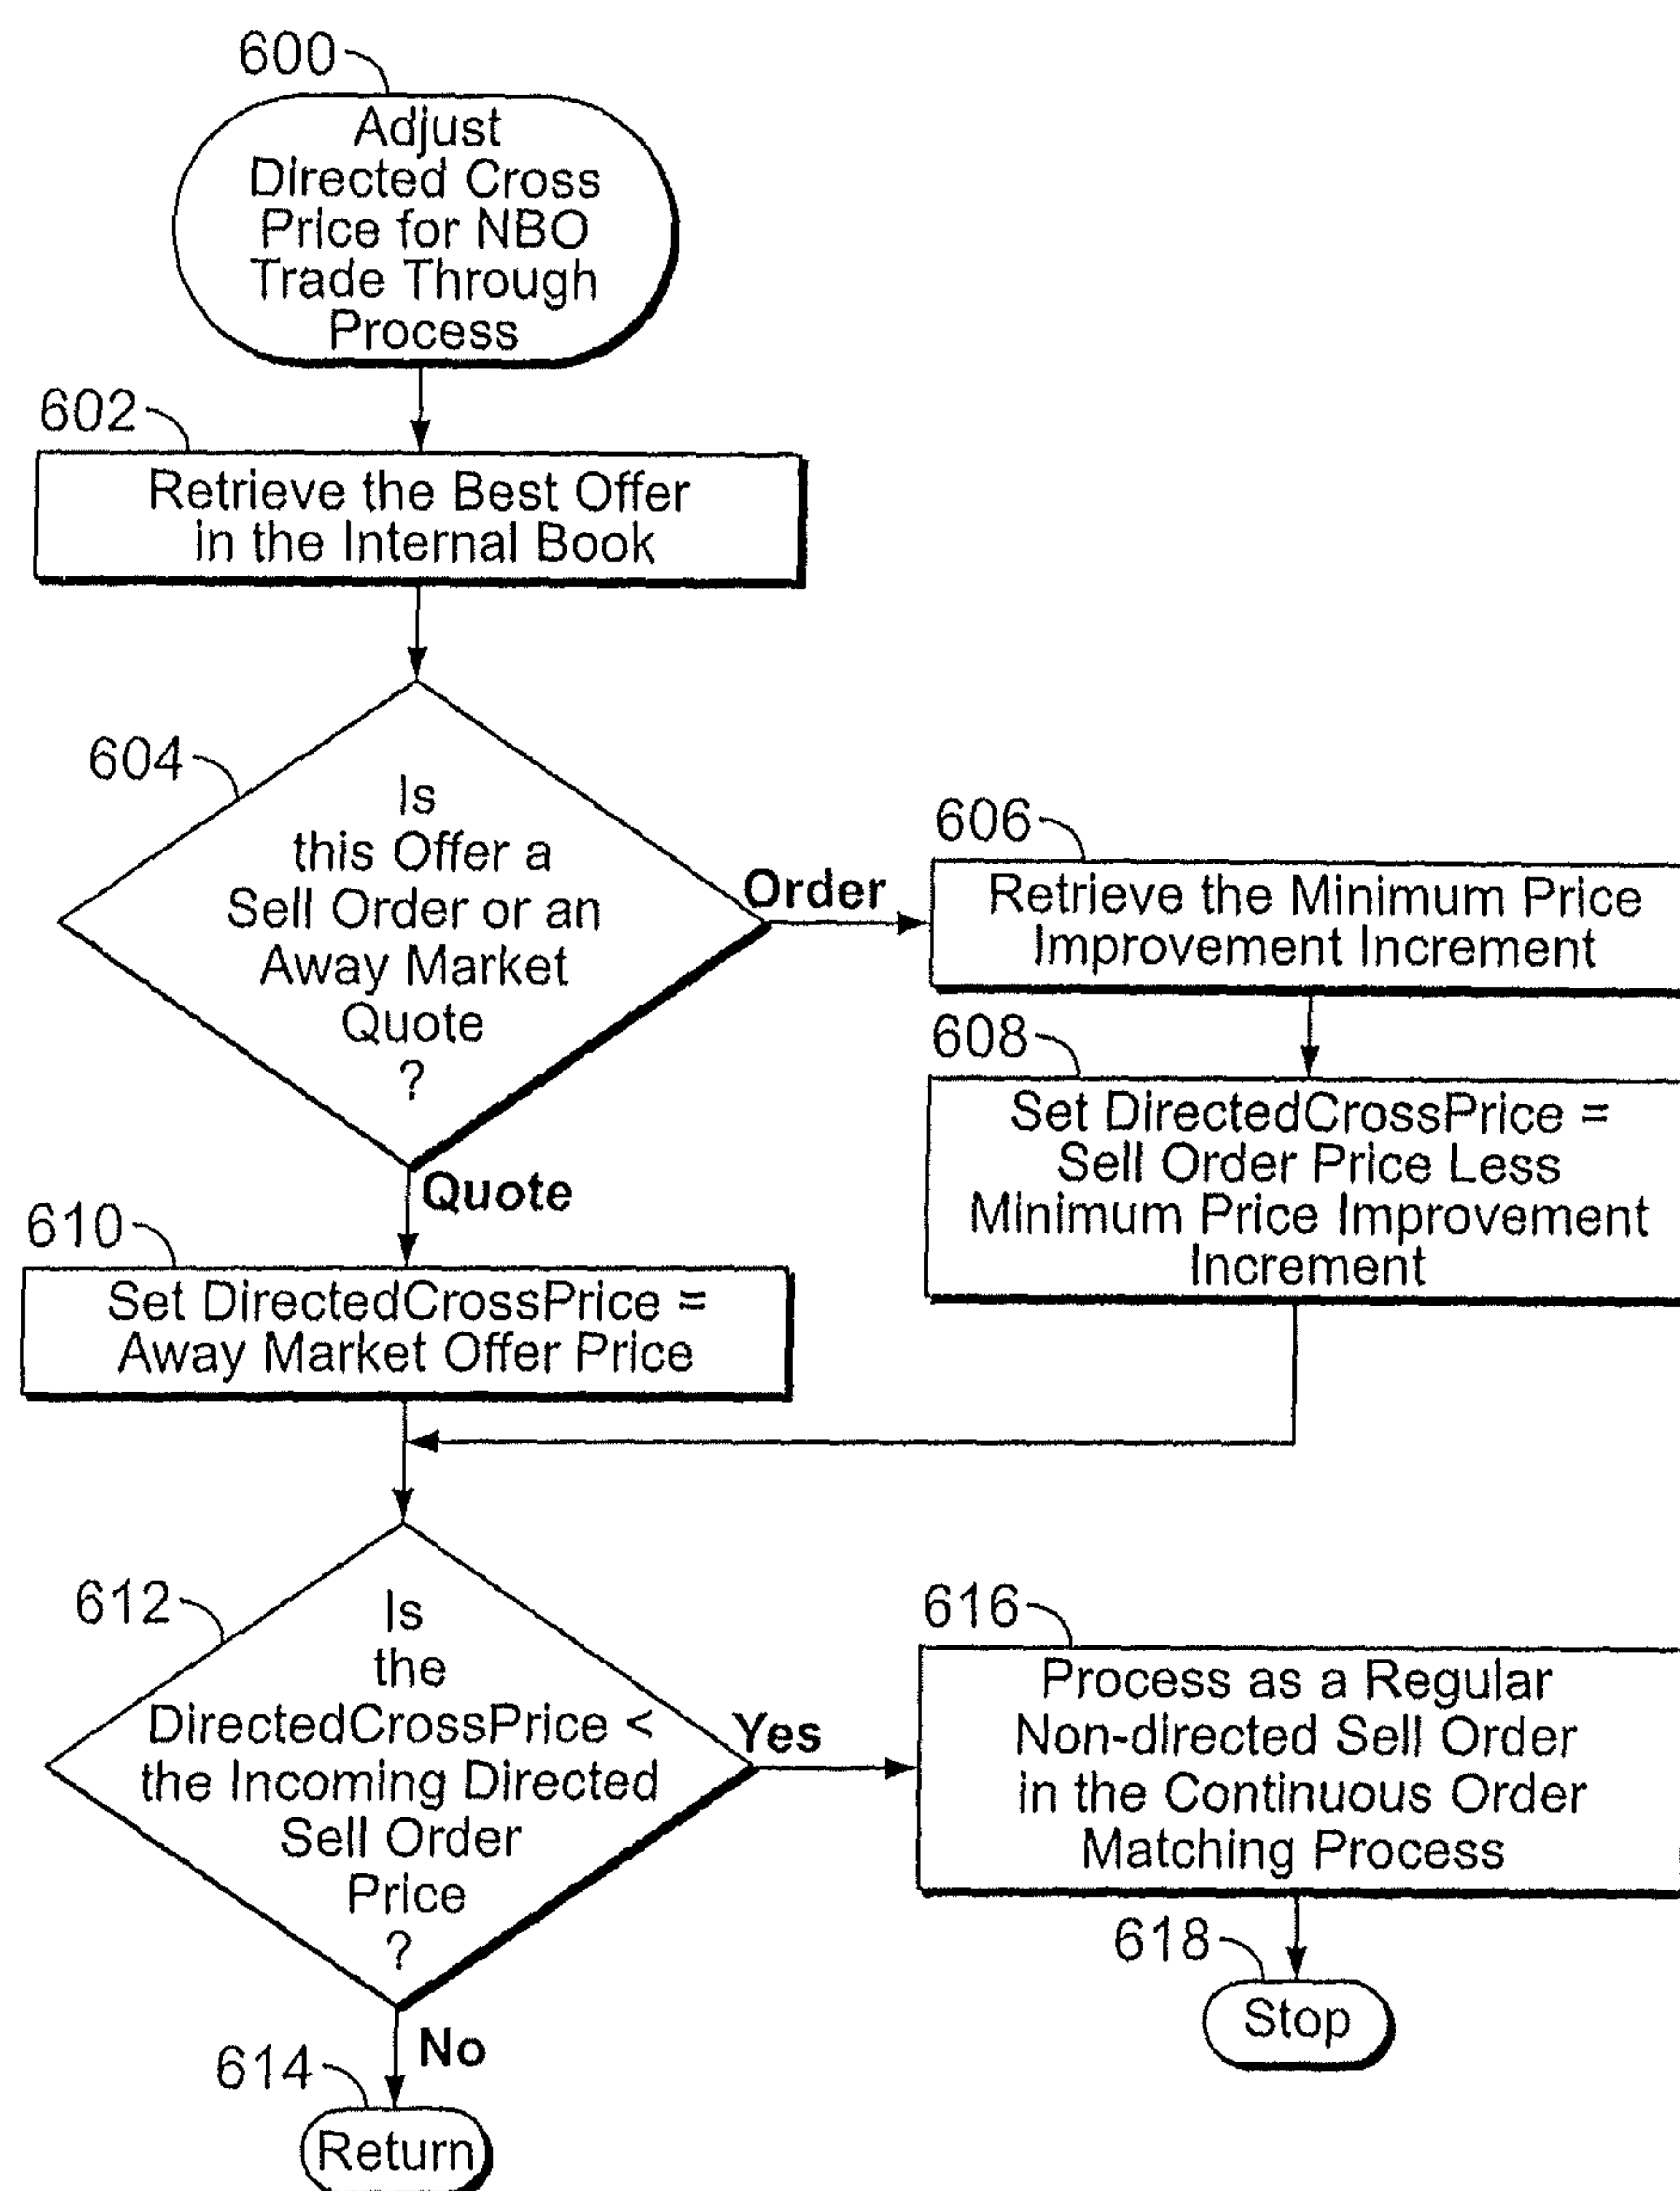 600
Adjust
Directed Cross
Price for NBO
Trade Through
Process
602
Retrieve the Best Offer
in the Internal Book
604
Is
this Offer a
Sell Order or an
Away Market
Quote
?
Order
606
Retrieve the Minimum Price
Improvement Increment
608
Set DirectedCrossPrice =
Sell Order Price Less
Minimum Price Improvement
Increment
Quote
610
Set DirectedCrossPrice =
Away Market Offer Price
612
Is
the
DirectedCrossPrice <
the Incoming Directed
Sell Order
Price
?
Yes
616
Process as a Regular
Non-directed Sell Order
in the Continuous Order
Matching Process
618
Stop
No
614
Return